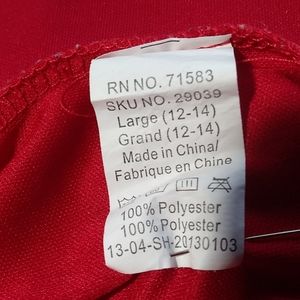 RN NO. 71583
SKU NO. 29039
Large (12-14)
Grand (12-14)
Made in China/
Fabrique en Chine
100% Polyester
100% Polyester
13-04-SH-20130103